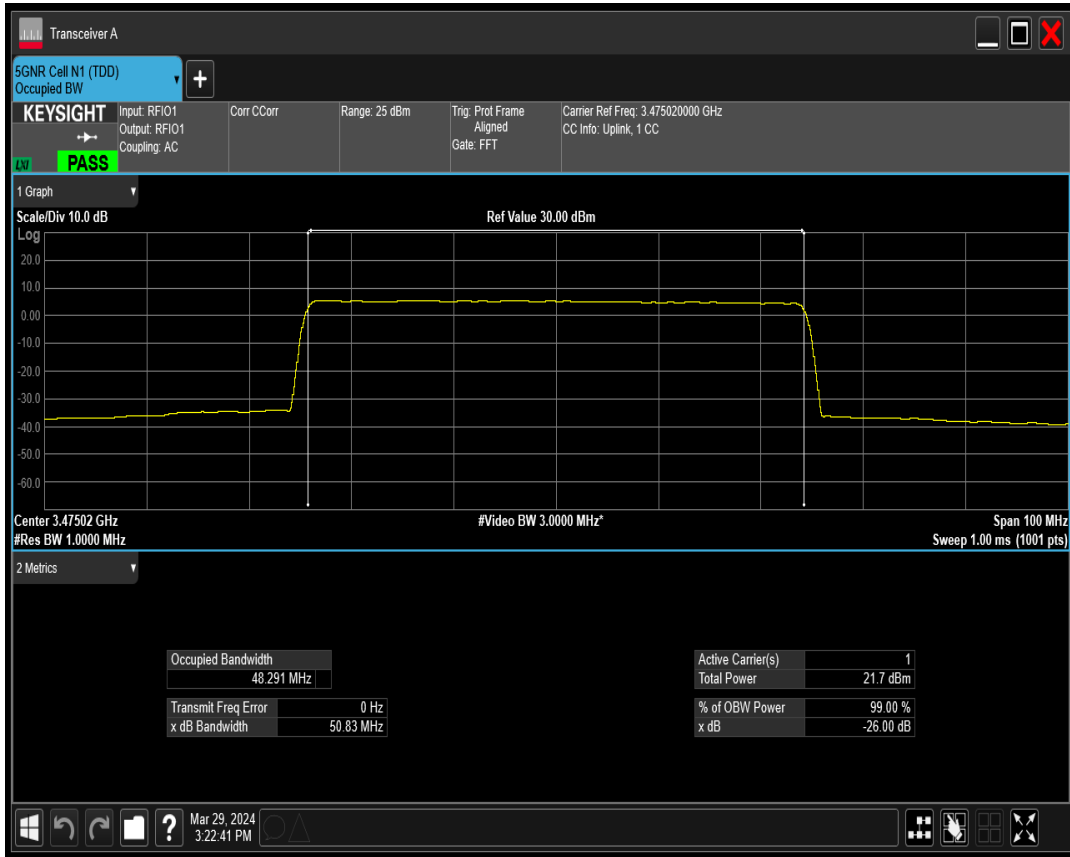 Transceiver A
5GNR Cell N1 (TDD)
Occupied BW
+
KEYSIGHT
LXI
PASS
Input: RFIO1
Output: RFIO1
Coupling: AC
Corr CCorr
Range: 25 dBm
Trig: Prot Frame
Aligned
Gate: FFT
Carrier Ref Freq: 3.475020000 GHz
CC Info: Uplink, 1 CC
1 Graph
Scale/Div 10.0 dB
Ref Value 30.00 dBm
Log
20.0
10.0
0.00
-10.0
-20.0
-30.0
-40.0
-50.0
-60.0
Center 3.47502 GHz
#Video BW 3.0000 MHz*
Span 100 MHz
#Res BW 1.0000 MHz
Sweep 1.00 ms (1001 pts)
2 Metrics
Occupied Bandwidth
48.291 MHz
Transmit Freq Error 0 Hz
x dB Bandwidth 50.83 MHz
Active Carrier(s) 1
Total Power 21.7 dBm
% of OBW Power 99.00 %
x dB -26.00 dB
?
Mar 29, 2024
3:22:41 PM